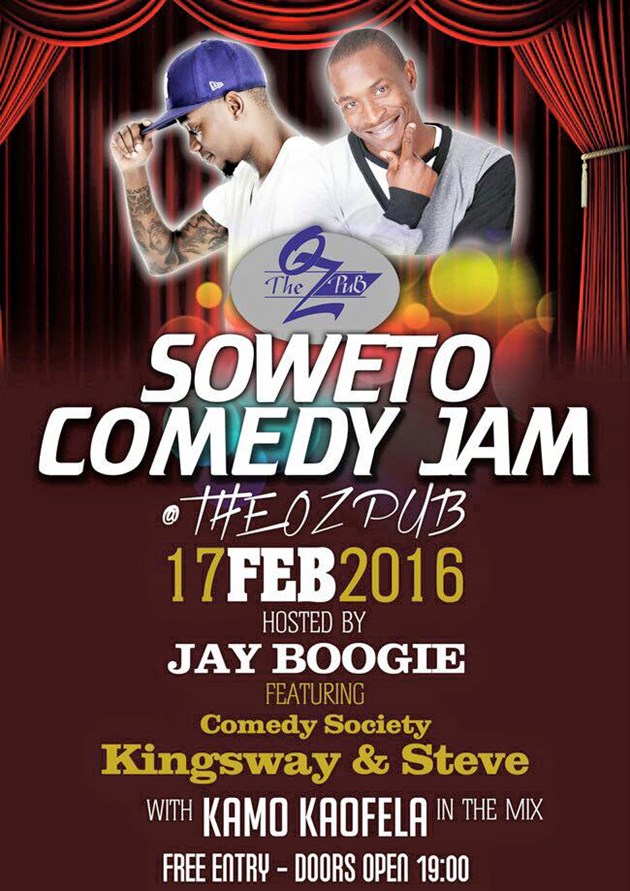 The OZ PuB
SOWETO
COMEDY JAM
@THEOZPUB
17FEB2016
HOSTED BY
JAY BOOGIE
FEATURING
Comedy Society
Kingsway & Steve
WITH KAMO KAOFELA IN THE MIX
FREE ENTRY - DOORS OPEN 19:00